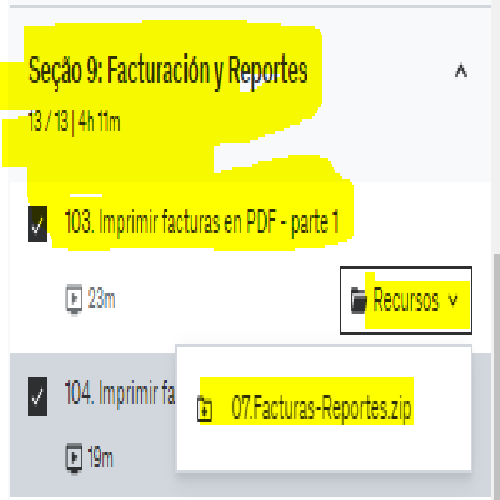 Seção 9: Facturación y Reportes
13 / 13 | 4h 11m
103. Imprimir facturas en PDF - parte 1
23m
Recursos
104. Imprimir fa
07.Facturas-Reportes.zip
19m